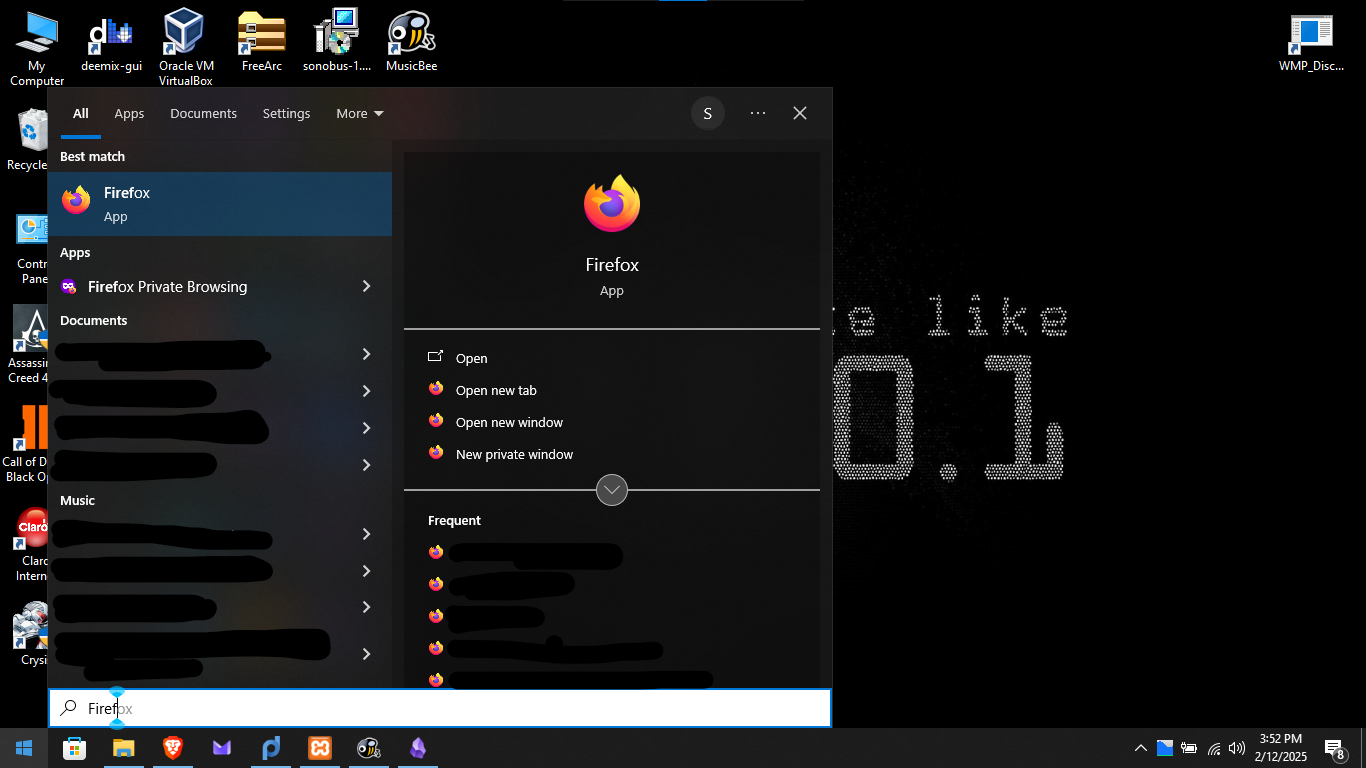 My
Computer
deemix-gui
Oracle VM
VirtualBox
FreeArc
sonobus-1....
MusicBee
WMP_Disc...
All
Apps
Documents
Settings
More
S
Best match
Firefox
App
Apps
Firefox Private Browsing
Documents
Music
Firefox
App
Open
Open new tab
Open new window
New private window
Frequent
Recycle
Contr
Pane
Assassin
Creed 4
Call of D
Black Op
Claro
Claro
Intern
Crysi
like
0.1
Firefox
3:52 PM
2/12/2025
8